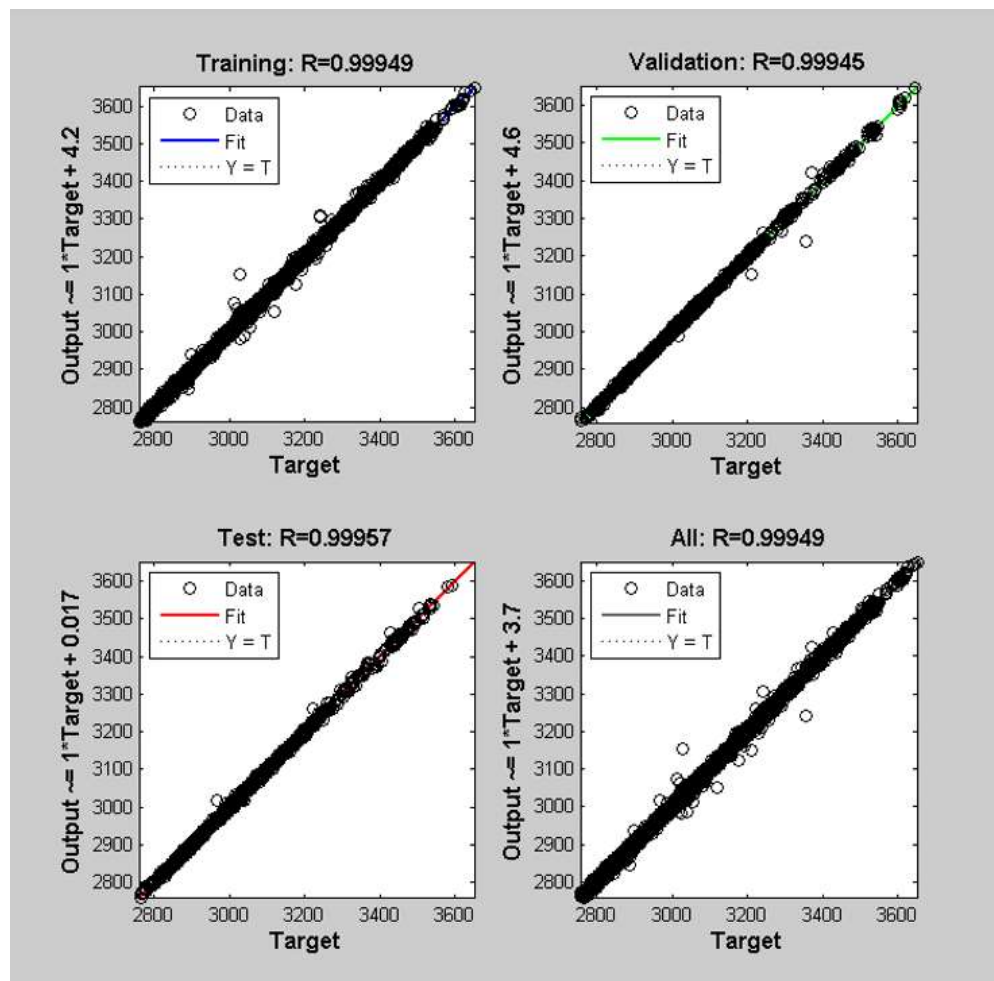 Training: R=0.99949
Output ~= 1*Target + 4.2
Data
Fit
Y = T
3600
3500
3400
3300
3200
3100
3000
2900
2800
2800 3000 3200 3400 3600
Target
Validation: R=0.99945
Output ~= 1*Target + 4.6
Data
Fit
Y = T
3600
3500
3400
3300
3200
3100
3000
2900
2800
2800 3000 3200 3400 3600
Target
Test: R=0.99957
Output ~= 1*Target + 0.017
Data
Fit
Y = T
3600
3500
3400
3300
3200
3100
3000
2900
2800
2800 3000 3200 3400 3600
Target
All: R=0.99949
Output ~= 1*Target + 3.7
Data
Fit
Y = T
3600
3500
3400
3300
3200
3100
3000
2900
2800
2800 3000 3200 3400 3600
Target